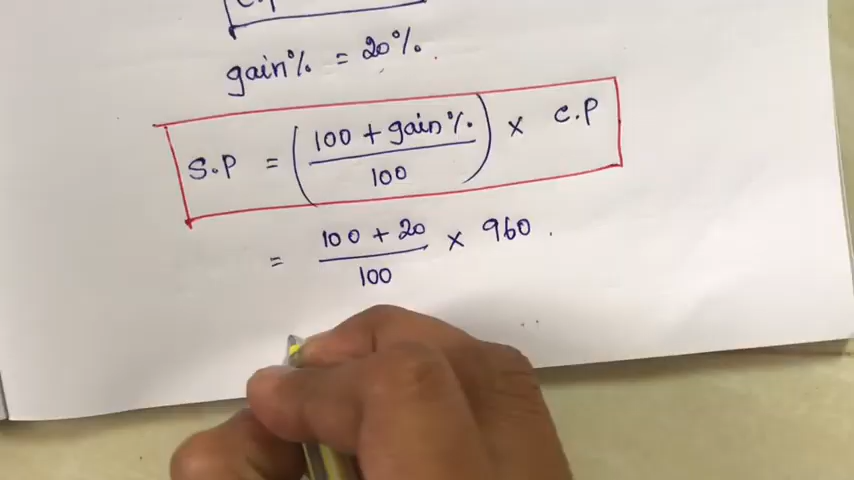 gain% = 20%.
S.P = (100 + gain% / 100) × C.P
= 100 + 20 / 100 × 960.